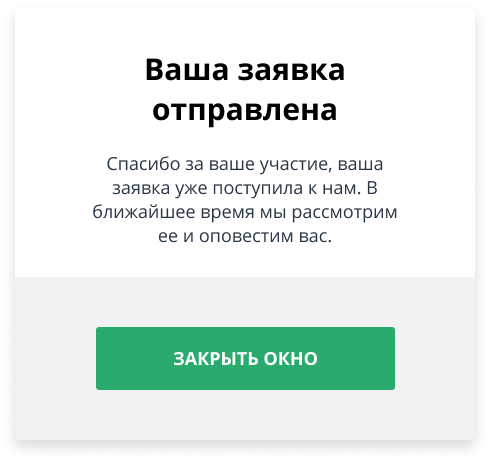 Ваша заявка
отправлена
Спасибо за ваше участие, ваша
заявка уже поступила к нам. В
ближайшее время мы рассмотрим
ее и оповестим вас.
ЗАКРЫТЬ ОКНО